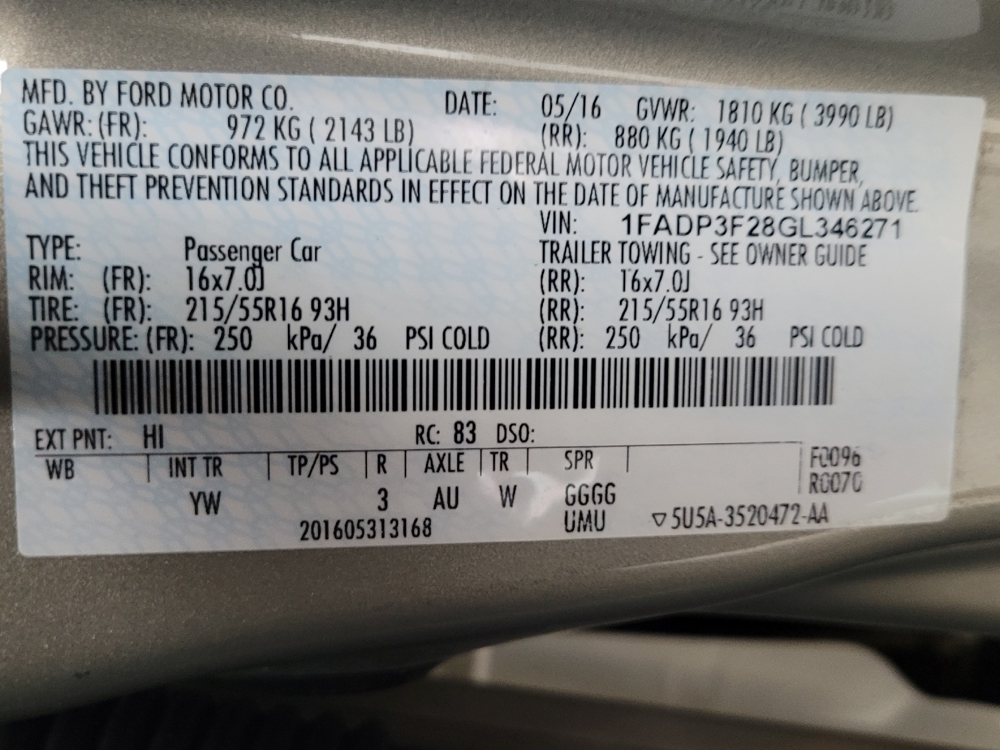 MFD. BY FORD MOTOR CO. DATE: 05/16 GVWR: 1810 KG ( 3990 LB)
GAWR: (FR): 972 KG ( 2143 LB) (RR): 880 KG ( 1940 LB)
THIS VEHICLE CONFORMS TO ALL APPLICABLE FEDERAL MOTOR VEHICLE SAFETY, BUMPER,
AND THEFT PREVENTION STANDARDS IN EFFECT ON THE DATE OF MANUFACTURE SHOWN ABOVE.
VIN: 1FADP3F28GL346271
TYPE: Passenger Car TRAILER TOWING - SEE OWNER GUIDE
RIM: (FR): 16x7.0J (RR): 16x7.0J
TIRE: (FR): 215/55R16 93H (RR): 215/55R16 93H
PRESSURE: (FR): 250 kPa/ 36 PSI COLD (RR): 250 kPa/ 36 PSI COLD
EXT PNT: HI RC: 83 DSO:
WB INT TR TP/PS R AXLE TR SPR F0096
YW 3 AU W GGGG R0070
201605313168 UMU 5U5A-3520472-AA